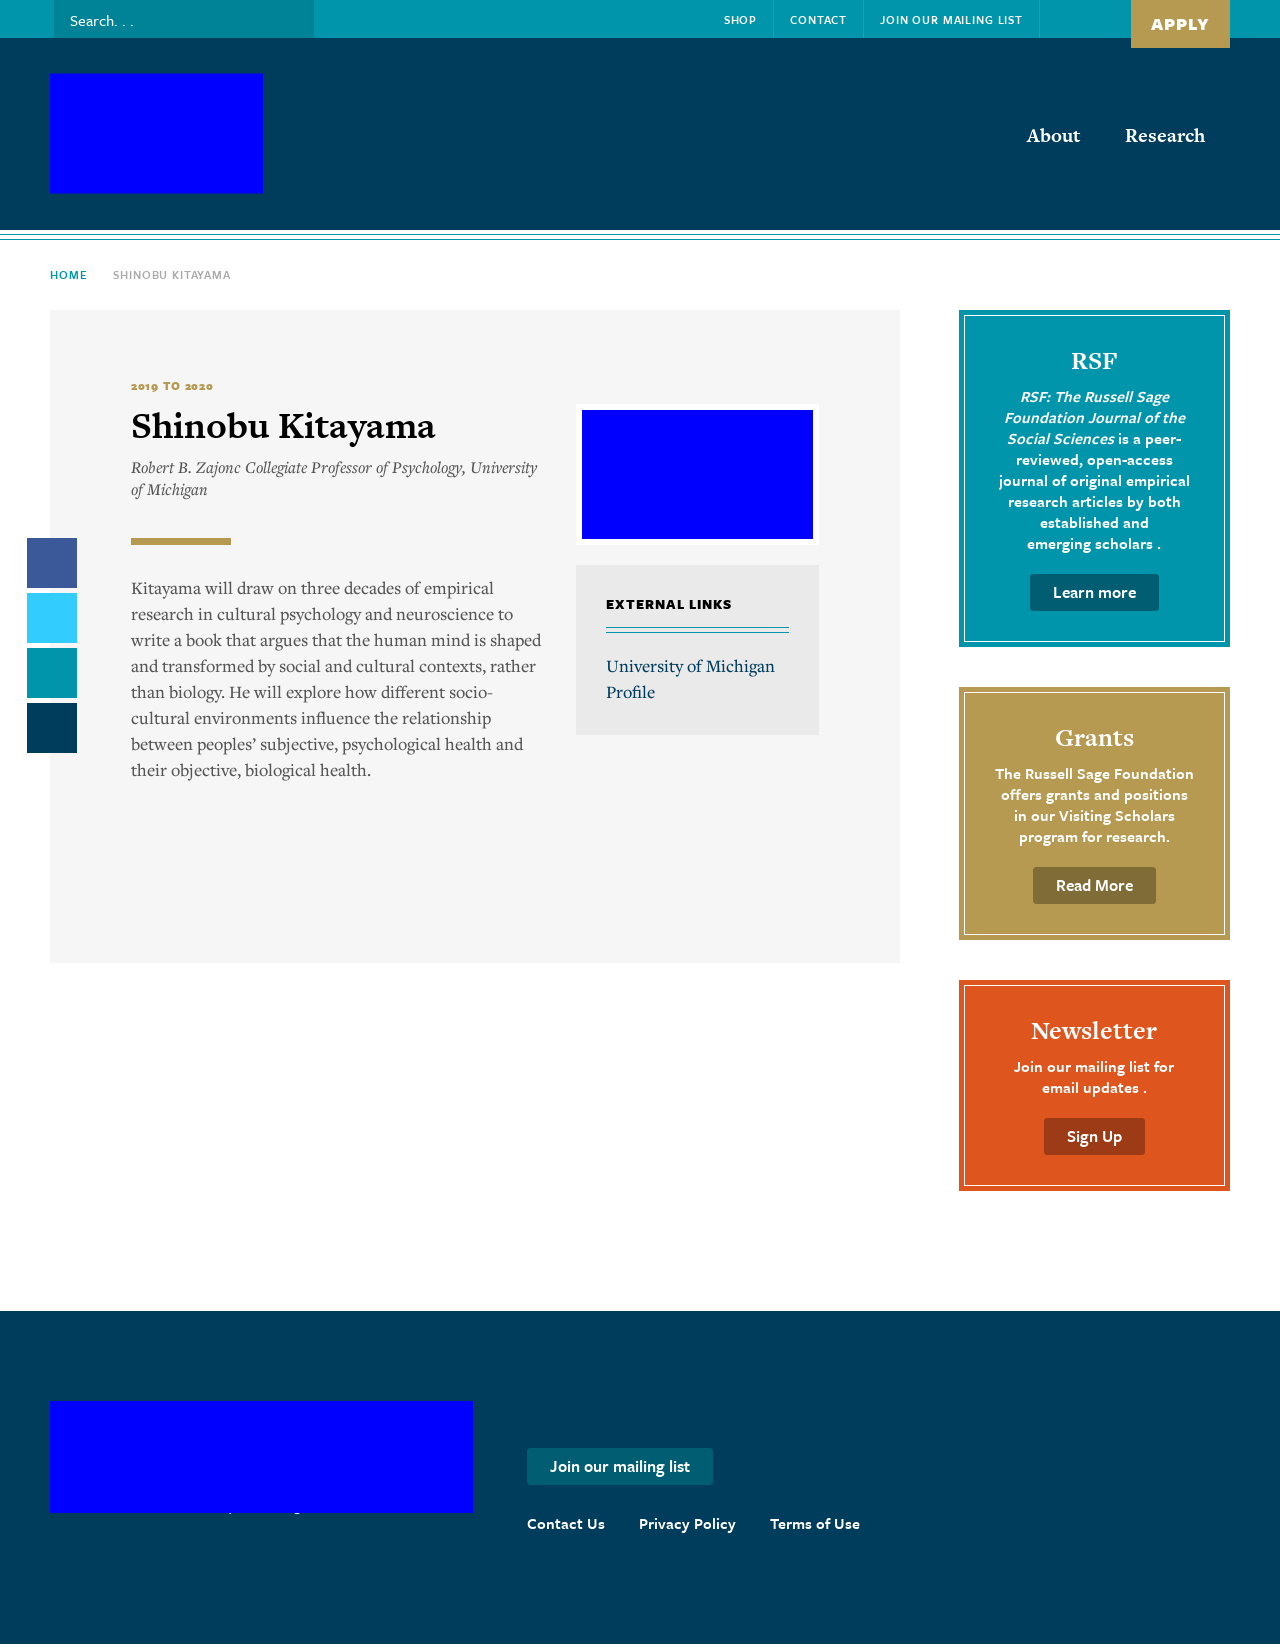 Search. . .
SHOP
CONTACT
JOIN OUR MAILING LIST
APPLY
About
Research
HOME
SHINOBU KITAYAMA
2019 TO 2020
Shinobu Kitayama
Robert B. Zajonc Collegiate Professor of Psychology, University
of Michigan
Kitayama will draw on three decades of empirical
research in cultural psychology and neuroscience to
write a book that argues that the human mind is shaped
and transformed by social and cultural contexts, rather
than biology. He will explore how different socio-
cultural environments influence the relationship
between peoples’ subjective, psychological health and
their objective, biological health.
EXTERNAL LINKS
University of Michigan
Profile
RSF
RSF: The Russell Sage
Foundation Journal of the
Social Sciences is a peer-
reviewed, open-access
journal of original empirical
research articles by both
established and
emerging scholars .
Learn more
Grants
The Russell Sage Foundation
offers grants and positions
in our Visiting Scholars
program for research.
Read More
Newsletter
Join our mailing list for
email updates .
Sign Up
Join our mailing list
Contact Us
Privacy Policy
Terms of Use